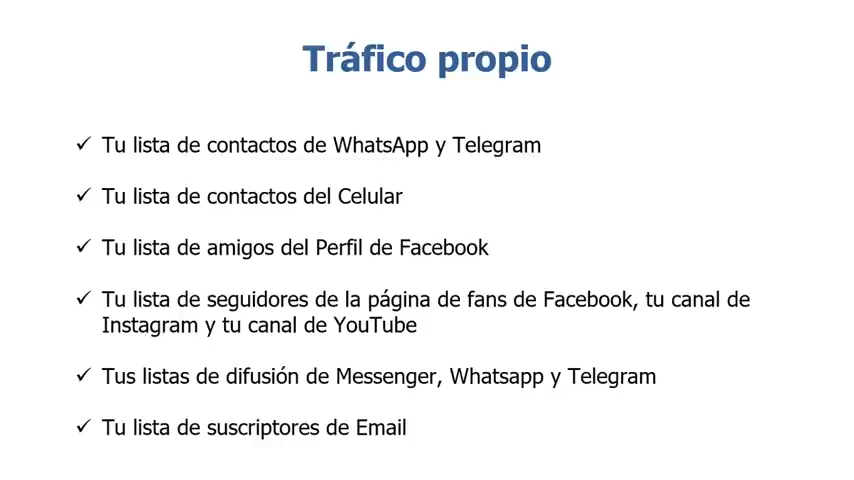 Tráfico propio
✓ Tu lista de contactos de WhatsApp y Telegram
✓ Tu lista de contactos del Celular
✓ Tu lista de amigos del Perfil de Facebook
✓ Tu lista de seguidores de la página de fans de Facebook, tu canal de
Instagram y tu canal de YouTube
✓ Tus listas de difusión de Messenger, Whatsapp y Telegram
✓ Tu lista de suscriptores de Email